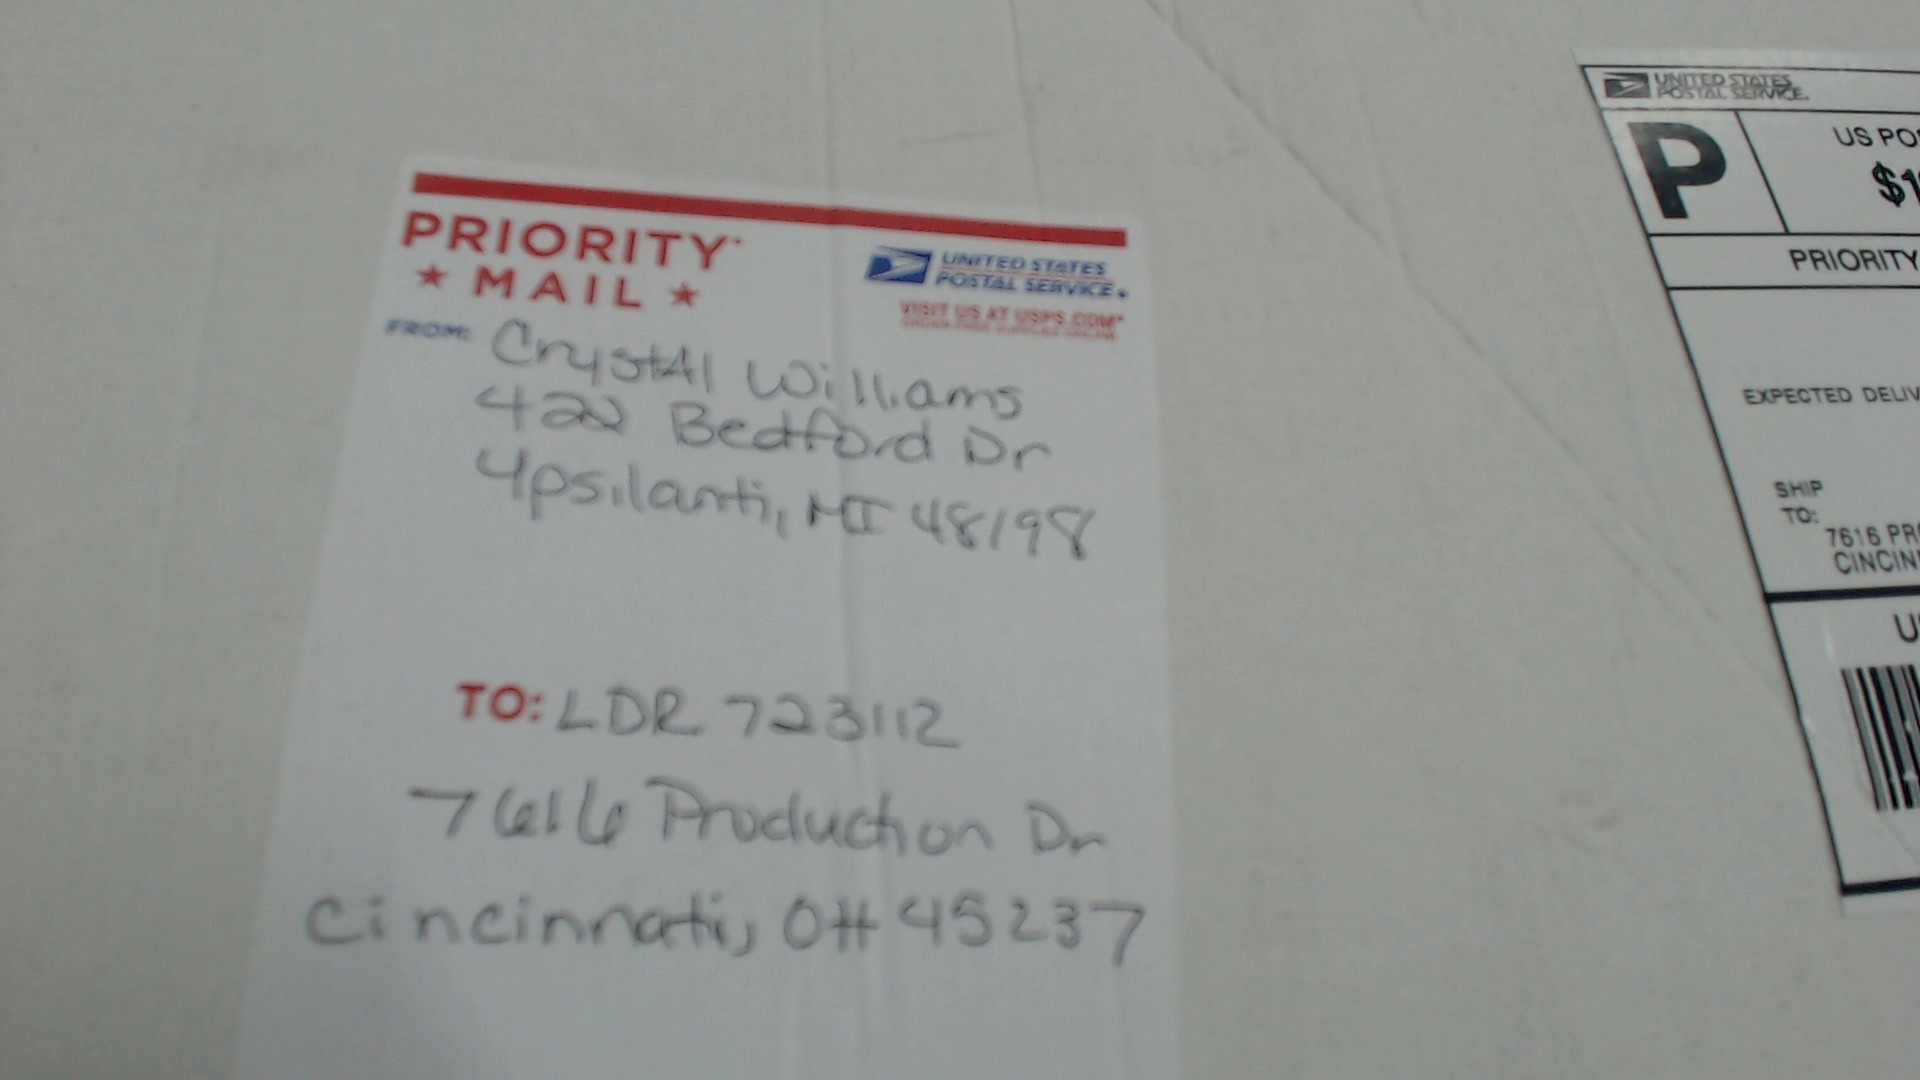 PRIORITY
★ MAIL ★
UNITED STATES
POSTAL SERVICE.
VISIT US AT USPS.COM
FROM: Crystal Williams
422 Bedford Dr
Ypsilanti, MI 48198
TO: LDR 723112
7616 Production Dr
Cincinnati, OH 45237
UNITED STATES
POSTAL SERVICE.
P
US PO
$1
PRIORITY
EXPECTED DELIV
SHIP
TO:
7616 PR
CINCIN
U